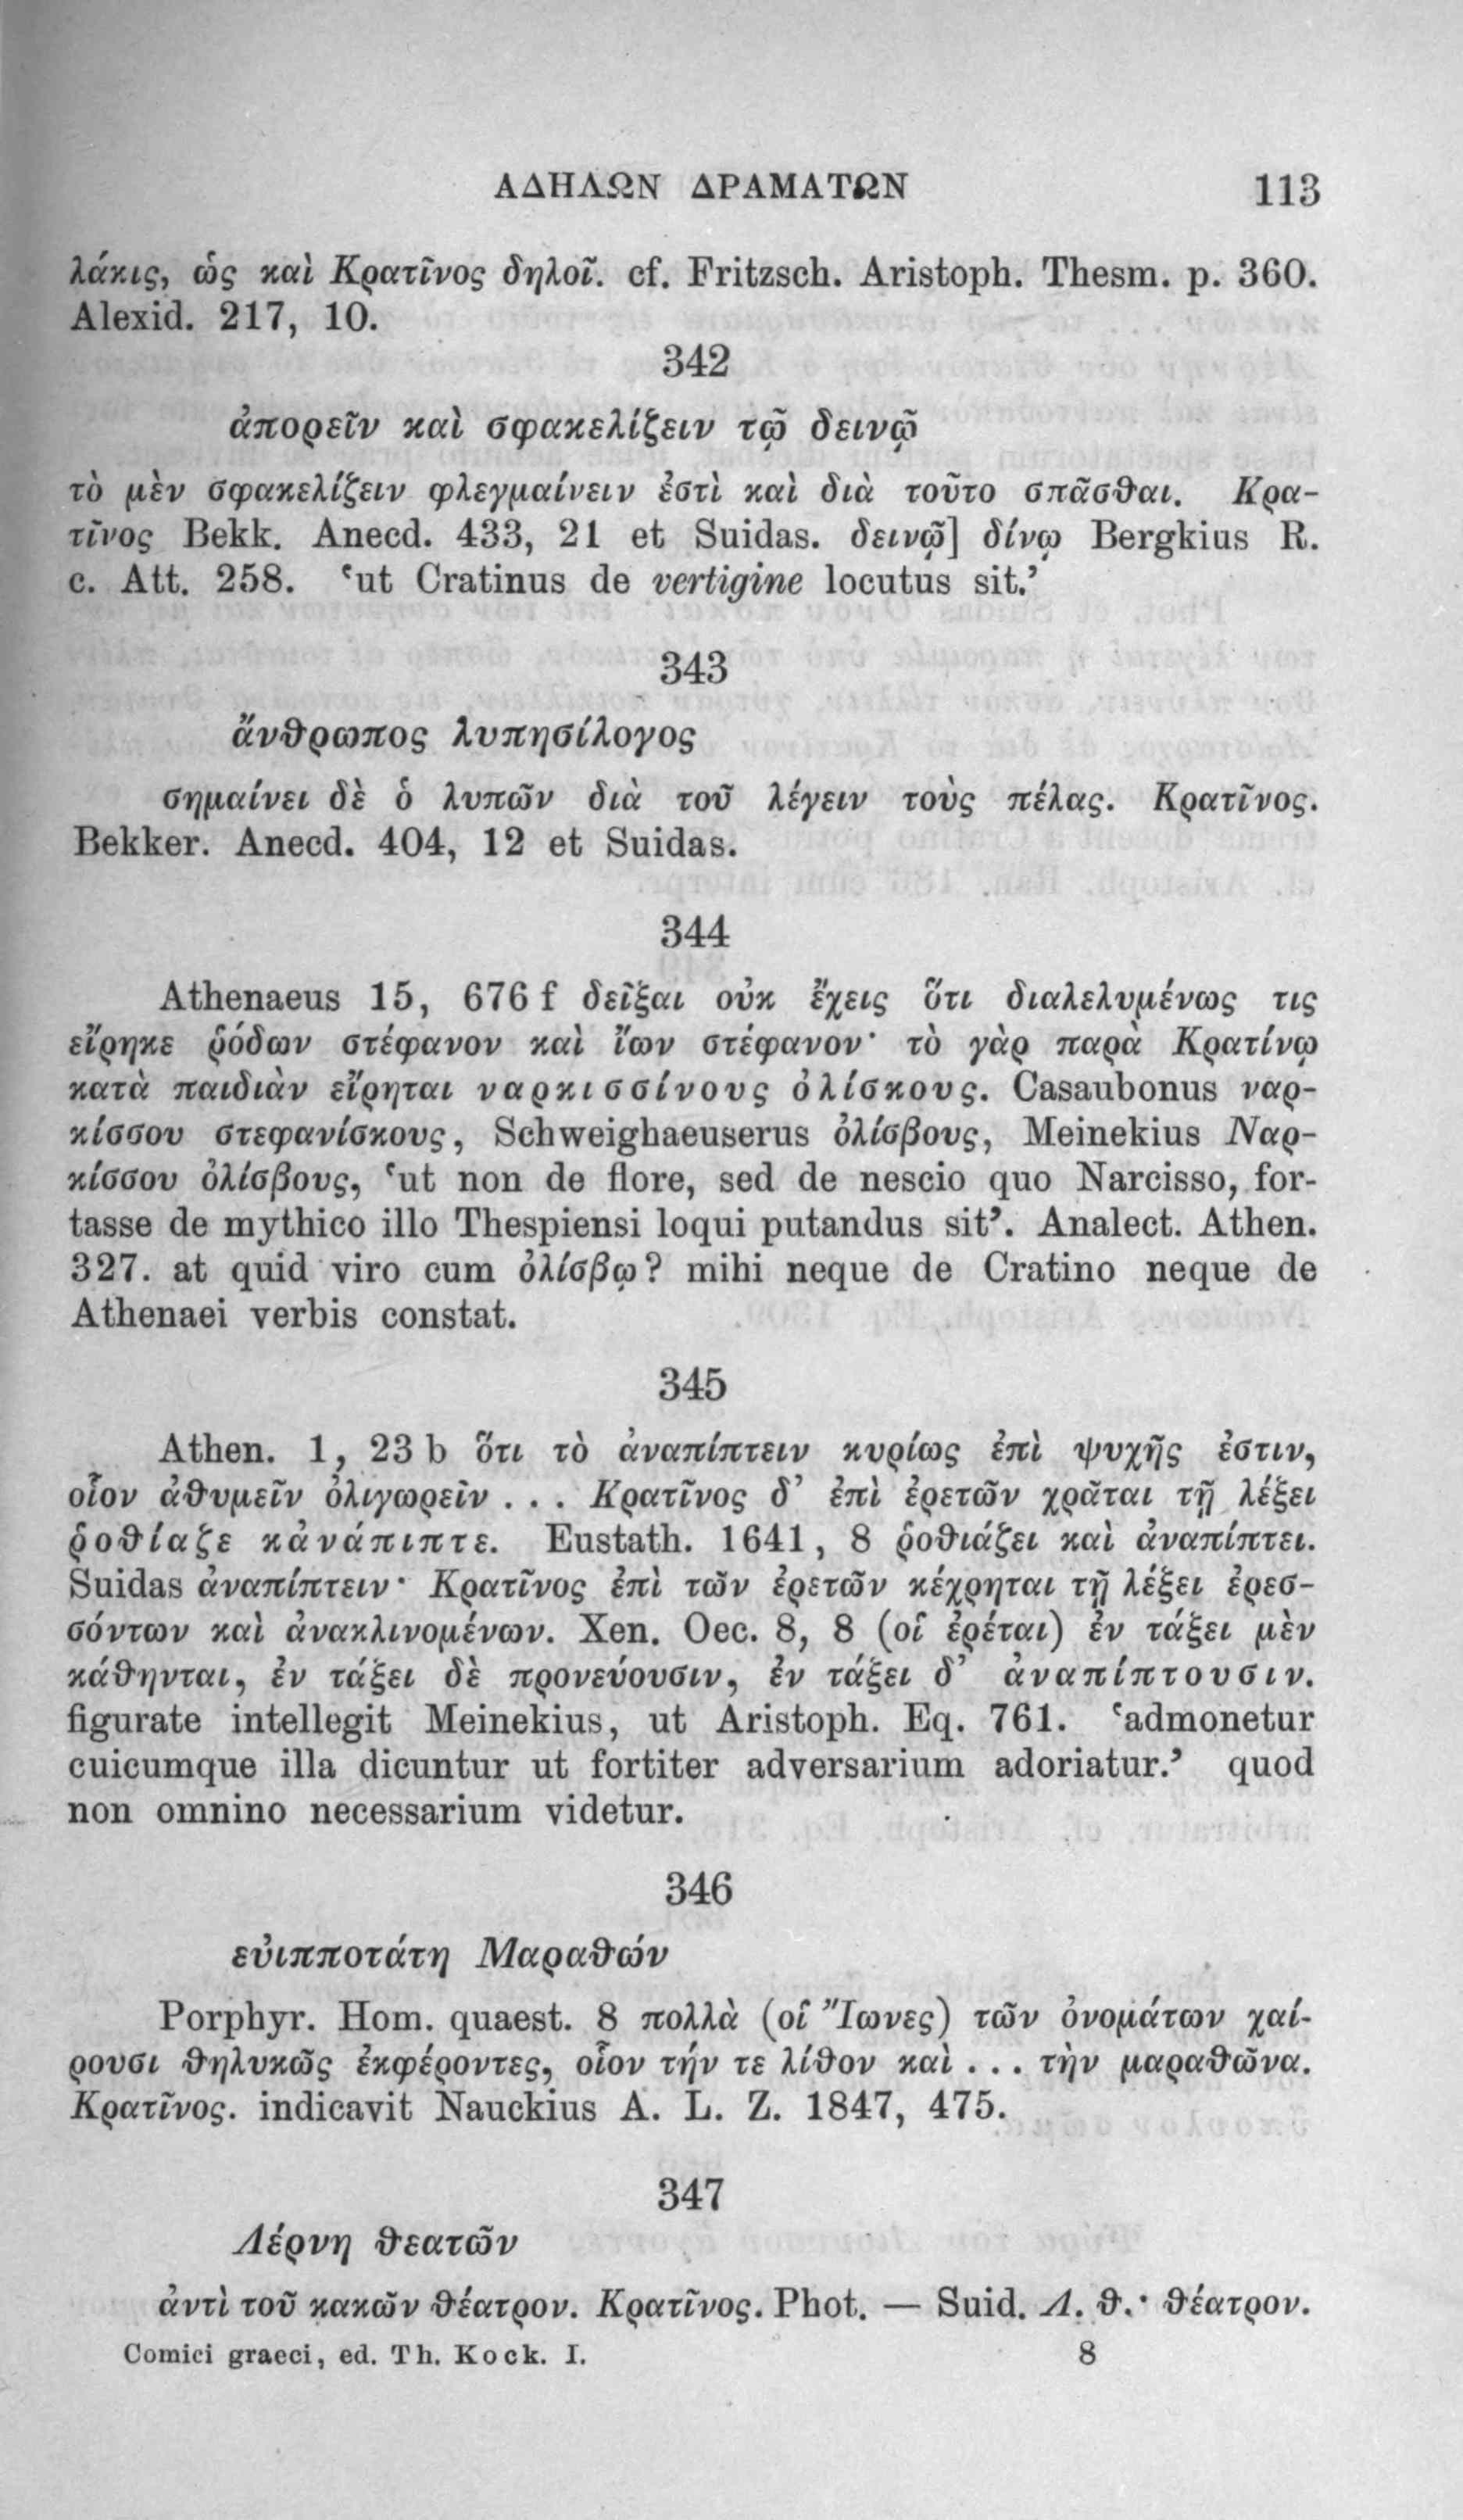 ΑΔΗΛΩΝ ΔΡΑΜΑΤΩΝ 113
λάκις, ὡς καὶ Κρατῖνος δηλοῖ. cf. Fritzsch. Aristoph. Thesm. p. 360.
Alexid. 217, 10.
342
ἀπορεῖν καὶ σφακελίζειν τῷ δεινῷ
τὸ μὲν σφακελίζειν φλεγμαίνειν ἐστὶ καὶ διὰ τοῦτο σπᾶσθαι. Κρα-
τῖνος Bekk. Anecd. 433, 21 et Suidas. δεινῷ] δίνῳ Bergkius R.
c. Att. 258. ‘ut Cratinus de vertigine locutus sit.’
343
ἄνθρωπος λυπησίλογος
σημαίνει δὲ ὁ λυπῶν διὰ τοῦ λέγειν τοὺς πέλας. Κρατῖνος.
Bekker. Anecd. 404, 12 et Suidas.
344
Athenaeus 15, 676 f δεῖξαι οὐκ ἔχεις ὅτι διαλελυμένως τις
εἴρηκε ῥόδων στέφανον καὶ ἴων στέφανον· τὸ γὰρ παρὰ Κρατίνῳ
κατὰ παιδιὰν εἴρηται ναρκισσίνους ὀλίσκους. Casaubonus ναρ-
κίσσου στεφανίσκους, Schweighaeuserus ὀλίσβους, Meinekius Ναρ-
κίσσου ὀλίσβους, ‘ut non de flore, sed de nescio quo Narcisso, for-
tasse de mythico illo Thespiensi loqui putandus sit’. Analect. Athen.
327. at quid viro cum ὀλίσβῳ? mihi neque de Cratino neque de
Athenaei verbis constat.
345
Athen. 1, 23 b ὅτι τὸ ἀναπίπτειν κυρίως ἐπὶ ψυχῆς ἐστιν,
οἷον ἀθυμεῖν ὀλιγωρεῖν . . . Κρατῖνος δ’ ἐπὶ ἐρετῶν χρᾶται τῇ λέξει
ῥοθίαζε κἀνάπιπτε. Eustath. 1641, 8 ῥοθιάζει καὶ ἀναπίπτει.
Suidas ἀναπίπτειν· Κρατῖνος ἐπὶ τῶν ἐρετῶν κέχρηται τῇ λέξει ἐρεσ-
σόντων καὶ ἀνακλινομένων. Xen. Oec. 8, 8 (οἱ ἐρέται) ἐν τάξει μὲν
κάθηνται, ἐν τάξει δὲ προνεύουσιν, ἐν τάξει δ’ ἀναπίπτουσιν.
figurate intellegit Meinekius, ut Aristoph. Eq. 761. ‘admonetur
cuicumque illa dicuntur ut fortiter adversarium adoriatur.’ quod
non omnino necessarium videtur.
346
εὐιπποτάτη Μαραθών
Porphyr. Hom. quaest. 8 πολλὰ (οἱ Ἴωνες) τῶν ὀνομάτων χαί-
ρουσι θηλυκῶς ἐκφέροντες, οἷον τήν τε λίθον καὶ . . . τὴν μαραθῶνα.
Κρατῖνος. indicavit Nauckius A. L. Z. 1847, 475.
347
Λέρνη θεατῶν
ἀντὶ τοῦ κακῶν θέατρον. Κρατῖνος. Phot. — Suid. Λ. θ.· θέατρον.
Comici graeci, ed. Th. Kock. I. 8